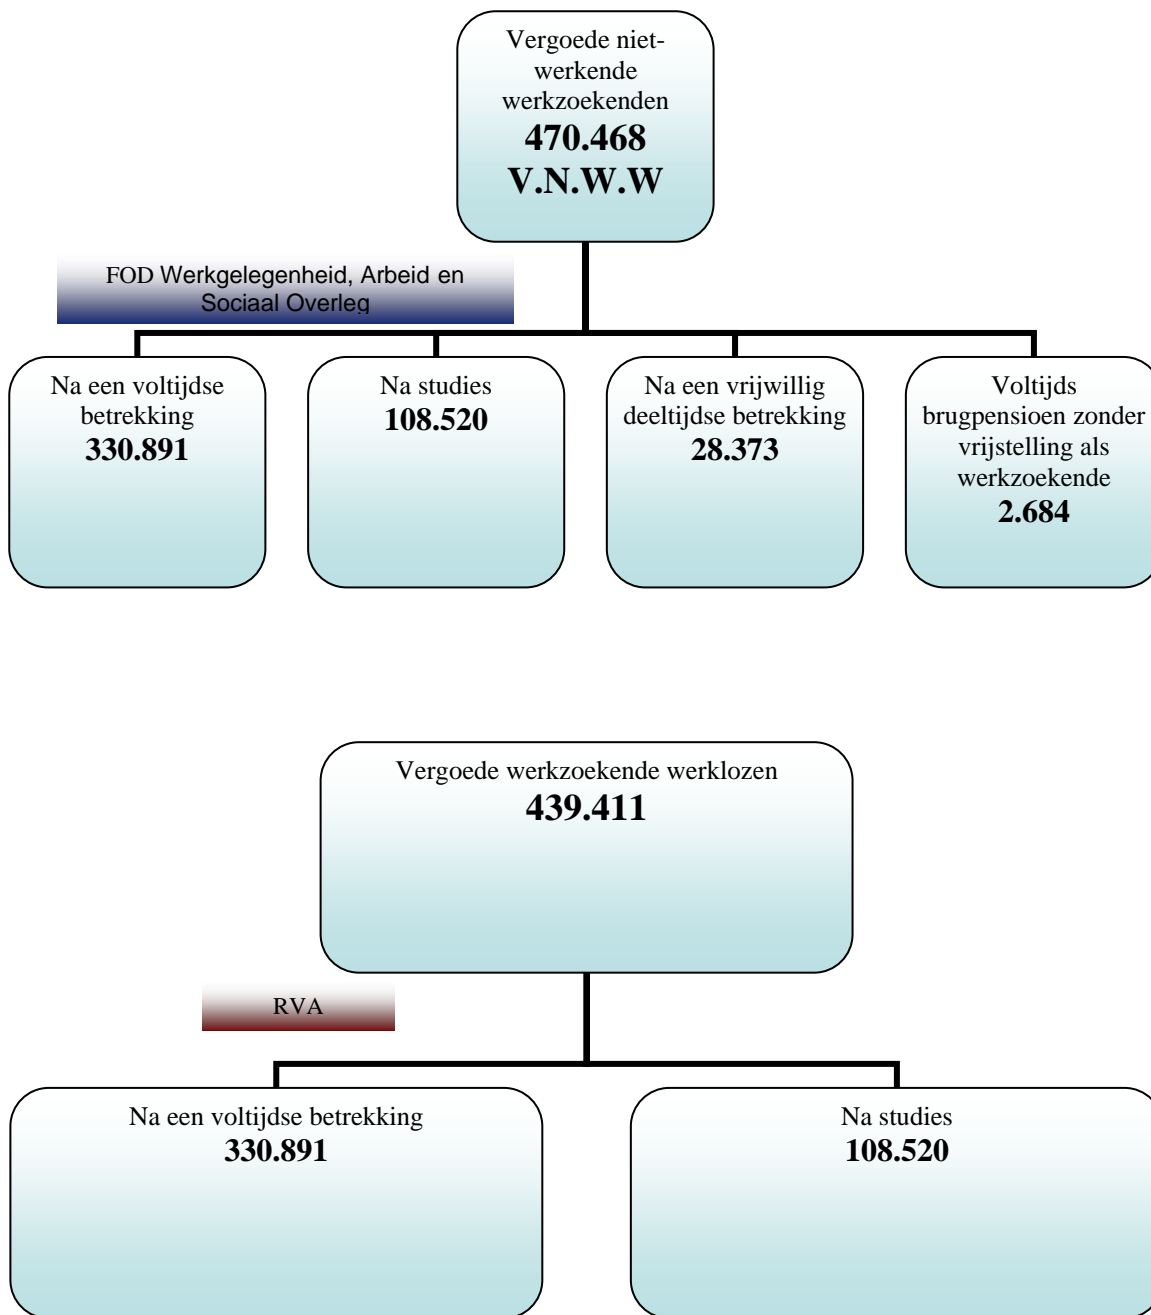 Vergoede niet-
werkende
werkzoekenden
470.468
V.N.W.W
FOD Werkgelegenheid, Arbeid en
Sociaal Overleg
Na een voltijdse
betrekking
330.891
Na studies
108.520
Na een vrijwillig
deeltijdse betrekking
28.373
Voltijds
brugpensioen zonder
vrijstelling als
werkzoekende
2.684
Vergoede werkzoekende werklozen
439.411
RVA
Na een voltijdse betrekking
330.891
Na studies
108.520